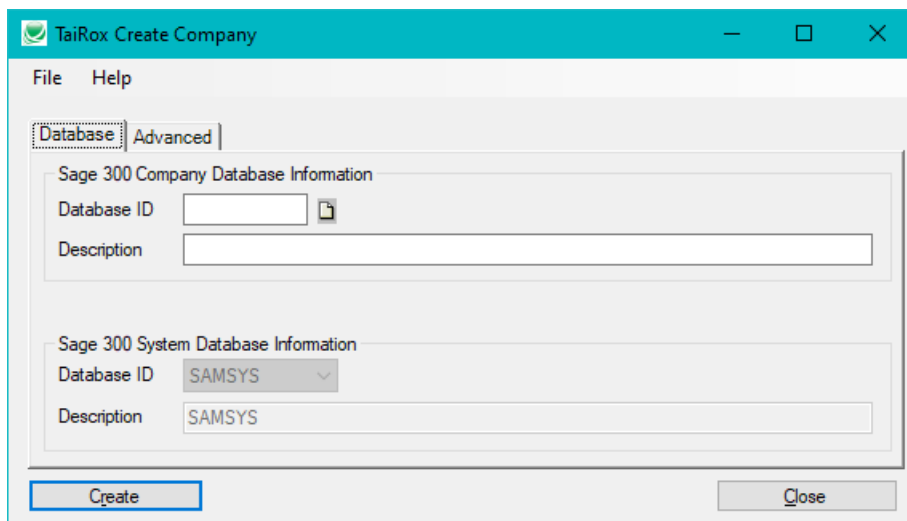 TaiRox Create Company
File Help
Database Advanced
Sage 300 Company Database Information
Database ID
Description
Sage 300 System Database Information
Database ID SAMSYS
Description SAMSYS
Create Close